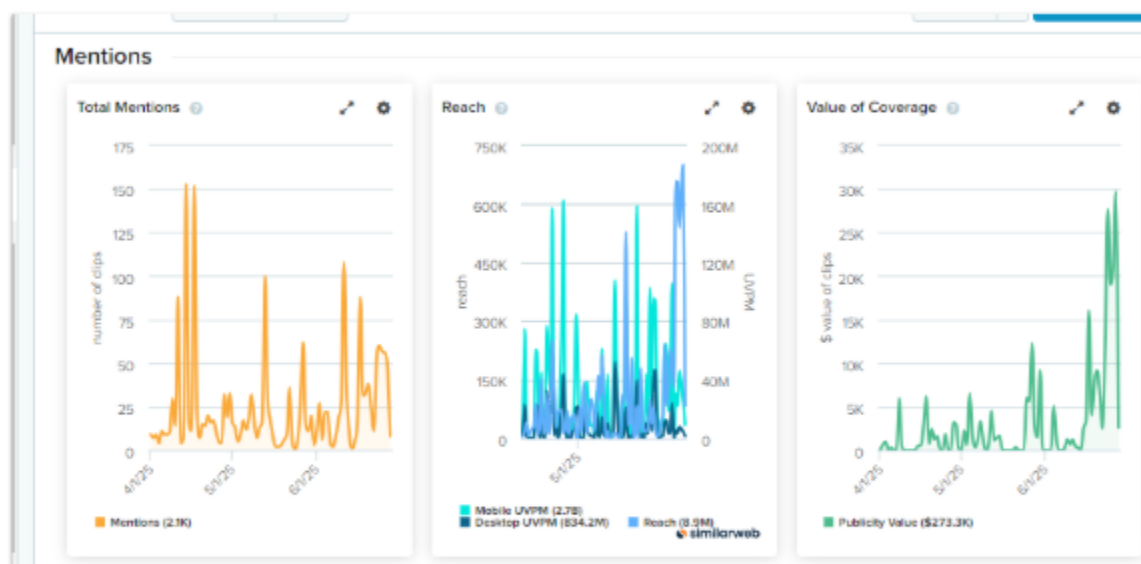 Mentions
Total Mentions
175
150
125
100
75
50
25
0
number of clips
4/1/25
5/1/25
6/1/25
Mentions (2.1K)
Reach
750K
600K
450K
300K
150K
0
reach
200M
160M
120M
80M
40M
0
UVPM
5/1/25
Mobile UVPM (2.7B)
Desktop UVPM (834.2M) Reach (8.9M)
similarweb
Value of Coverage
35K
30K
25K
20K
15K
10K
5K
0
$ value of clips
4/1/25
5/1/25
6/1/25
Publicity Value ($273.3K)